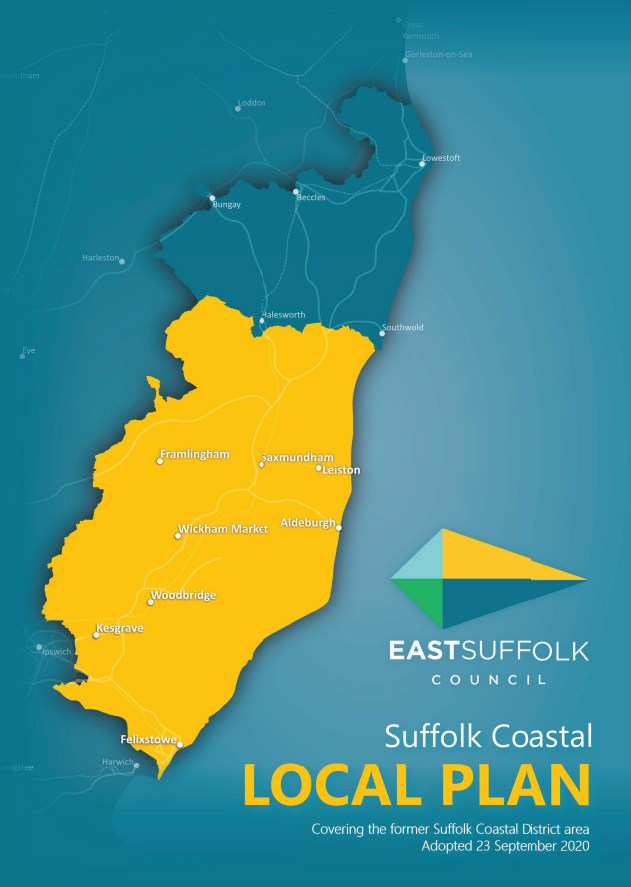 Great
Yarmouth
Gorleston-on-Sea
Loddon
Lowestoft
Beccles
Bungay
Harleston
Halesworth
Southwold
Eye
Framlingham
Saxmundham
Leiston
Aldeburgh
Wickham Market
Woodbridge
Kesgrave
Ipswich
Felixstowe
Harwich
EASTSUFFOLK
COUNCIL
Suffolk Coastal
LOCAL PLAN
Covering the former Suffolk Coastal District area
Adopted 23 September 2020